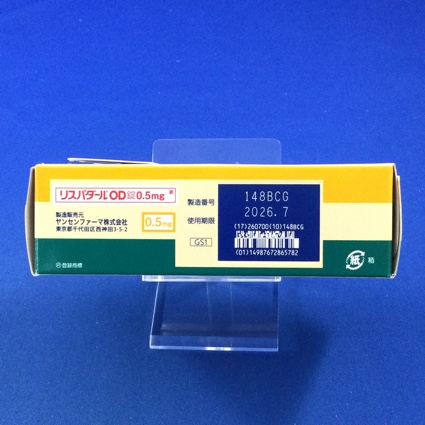 リスパダール®OD錠0.5mg
製造販売元
ヤンセンファーマ株式会社
東京都千代田区西神田3-5-2
0.5mg
製造番号
148BCG
使用期限
2026.7
GS1
(17)260700(10)148BCG
(01)14987672865782
紙 箱
®登録商標